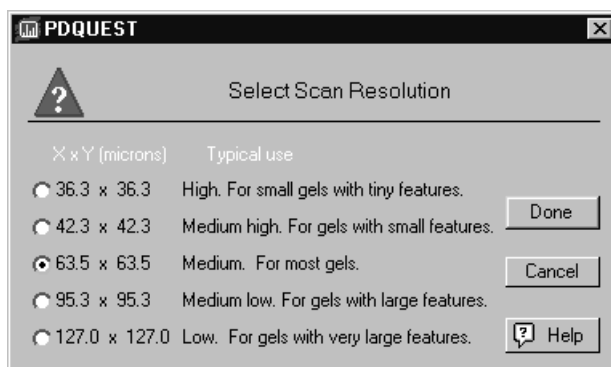 PDQUEST
Select Scan Resolution
X x Y (microns) Typical use
36.3 x 36.3 High. For small gels with tiny features.
42.3 x 42.3 Medium high. For gels with small features.
63.5 x 63.5 Medium. For most gels.
95.3 x 95.3 Medium low. For gels with large features.
127.0 x 127.0 Low. For gels with very large features.
Done
Cancel
Help